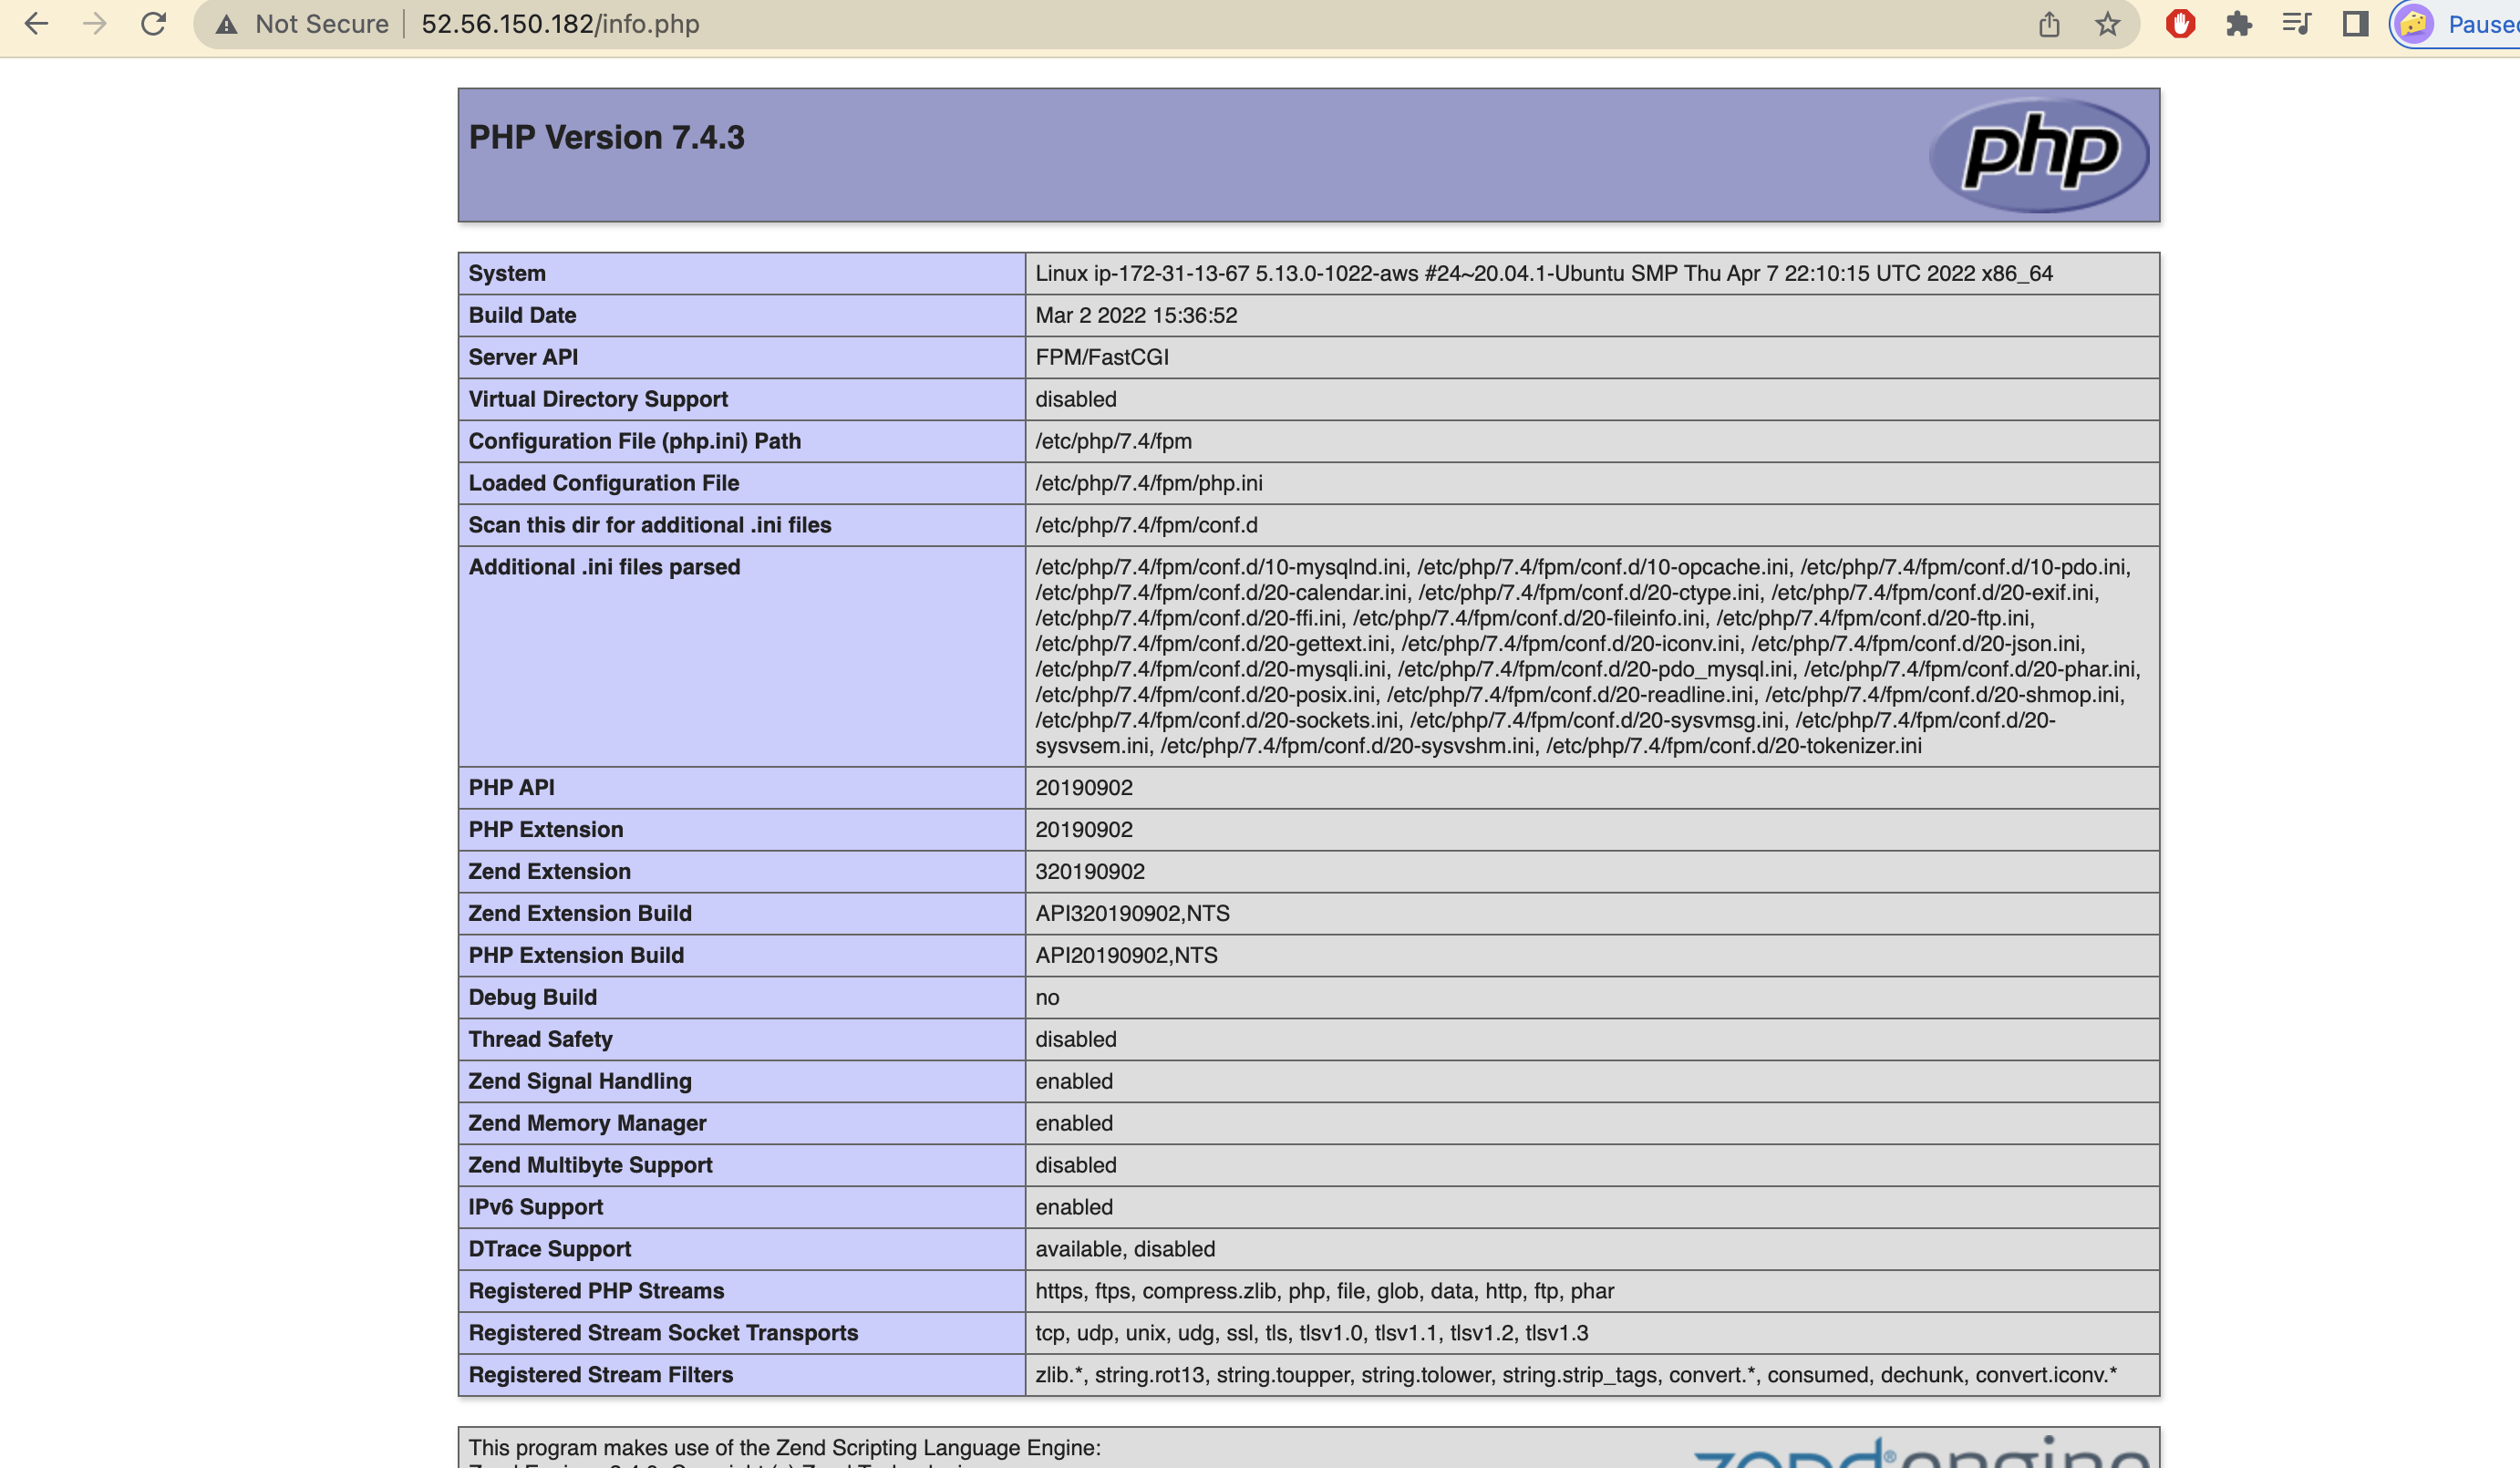 Not Secure 52.56.150.182/info.php
Paused
PHP Version 7.4.3
php
System Linux ip-172-31-13-67 5.13.0-1022-aws #24~20.04.1-Ubuntu SMP Thu Apr 7 22:10:15 UTC 2022 x86_64
Build Date Mar 2 2022 15:36:52
Server API FPM/FastCGI
Virtual Directory Support disabled
Configuration File (php.ini) Path /etc/php/7.4/fpm
Loaded Configuration File /etc/php/7.4/fpm/php.ini
Scan this dir for additional .ini files /etc/php/7.4/fpm/conf.d
Additional .ini files parsed /etc/php/7.4/fpm/conf.d/10-mysqlnd.ini, /etc/php/7.4/fpm/conf.d/10-opcache.ini, /etc/php/7.4/fpm/conf.d/10-pdo.ini,
/etc/php/7.4/fpm/conf.d/20-calendar.ini, /etc/php/7.4/fpm/conf.d/20-ctype.ini, /etc/php/7.4/fpm/conf.d/20-exif.ini,
/etc/php/7.4/fpm/conf.d/20-ffi.ini, /etc/php/7.4/fpm/conf.d/20-fileinfo.ini, /etc/php/7.4/fpm/conf.d/20-ftp.ini,
/etc/php/7.4/fpm/conf.d/20-gettext.ini, /etc/php/7.4/fpm/conf.d/20-iconv.ini, /etc/php/7.4/fpm/conf.d/20-json.ini,
/etc/php/7.4/fpm/conf.d/20-mysqli.ini, /etc/php/7.4/fpm/conf.d/20-pdo_mysql.ini, /etc/php/7.4/fpm/conf.d/20-phar.ini,
/etc/php/7.4/fpm/conf.d/20-posix.ini, /etc/php/7.4/fpm/conf.d/20-readline.ini, /etc/php/7.4/fpm/conf.d/20-shmop.ini,
/etc/php/7.4/fpm/conf.d/20-sockets.ini, /etc/php/7.4/fpm/conf.d/20-sysvmsg.ini, /etc/php/7.4/fpm/conf.d/20-
sysvsem.ini, /etc/php/7.4/fpm/conf.d/20-sysvshm.ini, /etc/php/7.4/fpm/conf.d/20-tokenizer.ini
PHP API 20190902
PHP Extension 20190902
Zend Extension 320190902
Zend Extension Build API320190902,NTS
PHP Extension Build API20190902,NTS
Debug Build no
Thread Safety disabled
Zend Signal Handling enabled
Zend Memory Manager enabled
Zend Multibyte Support disabled
IPv6 Support enabled
DTrace Support available, disabled
Registered PHP Streams https, ftps, compress.zlib, php, file, glob, data, http, ftp, phar
Registered Stream Socket Transports tcp, udp, unix, udg, ssl, tls, tlsv1.0, tlsv1.1, tlsv1.2, tlsv1.3
Registered Stream Filters zlib.*, string.rot13, string.toupper, string.tolower, string.strip_tags, convert.*, consumed, dechunk, convert.iconv.*
This program makes use of the Zend Scripting Language Engine:
zend® engine